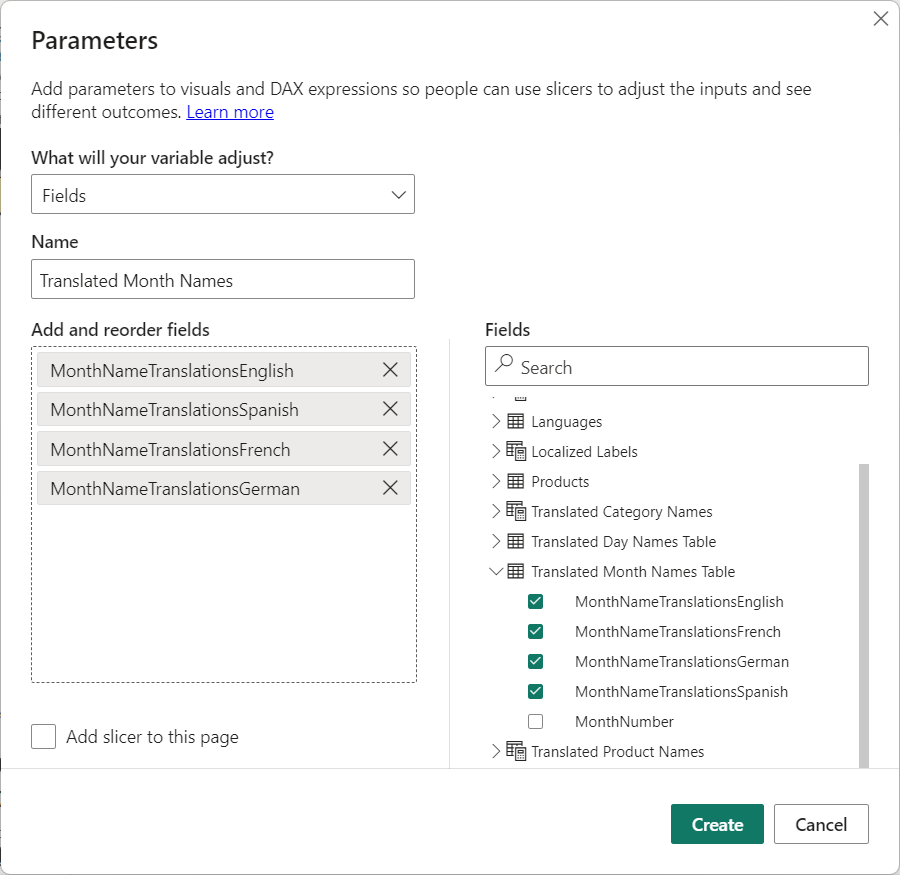 Parameters
Add parameters to visuals and DAX expressions so people can use slicers to adjust the inputs and see
different outcomes. Learn more
What will your variable adjust?
Fields
Name
Translated Month Names
Add and reorder fields
MonthNameTranslationsEnglish
MonthNameTranslationsSpanish
MonthNameTranslationsFrench
MonthNameTranslationsGerman
Add slicer to this page
Fields
Search
Languages
Localized Labels
Products
Translated Category Names
Translated Day Names Table
Translated Month Names Table
MonthNameTranslationsEnglish
MonthNameTranslationsFrench
MonthNameTranslationsGerman
MonthNameTranslationsSpanish
MonthNumber
Translated Product Names
Create
Cancel